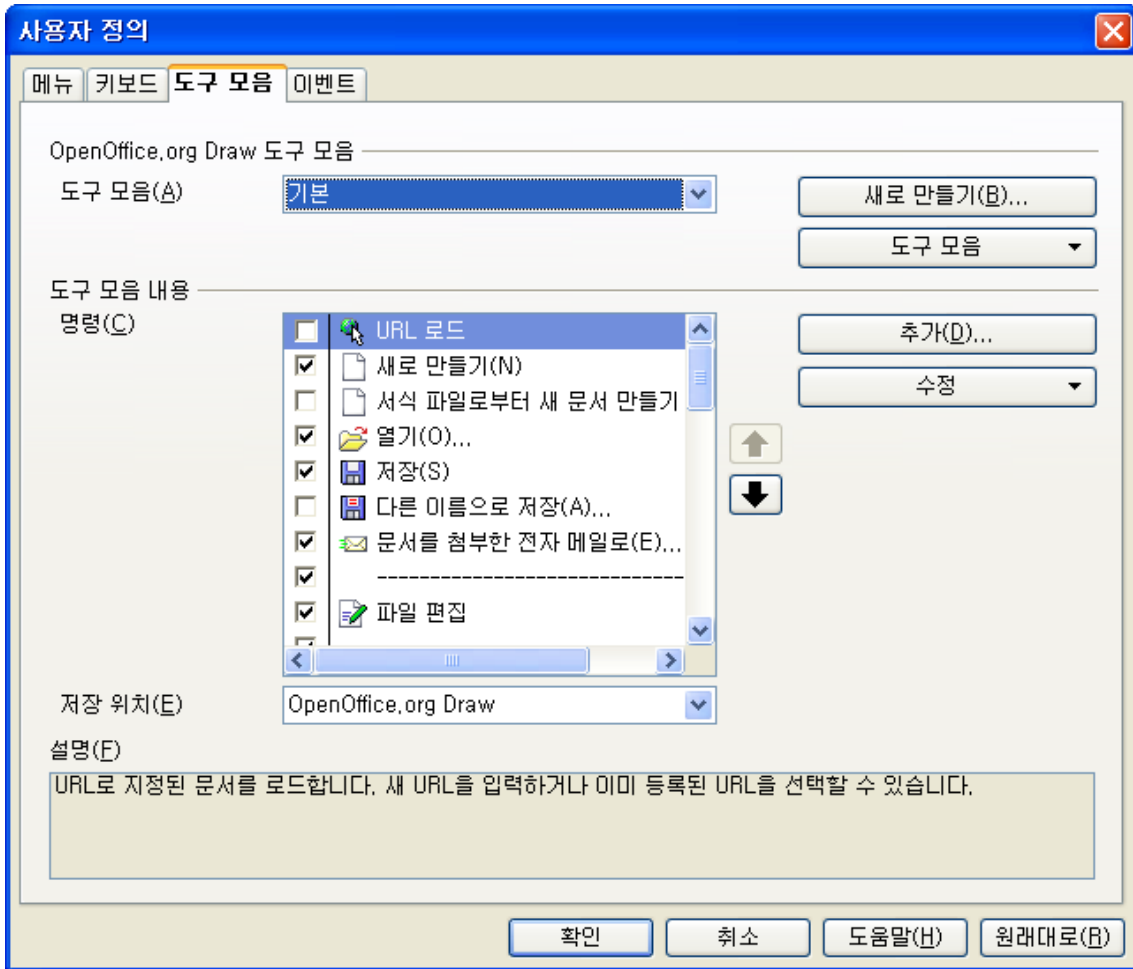 사용자 정의
메뉴 키보드 도구 모음 이벤트
OpenOffice.org Draw 도구 모음
도구 모음(A) 기본 새로 만들기(B)...
도구 모음
도구 모음 내용
명령(C) URL 로드 추가(D)...
새로 만들기(N)
수정
서식 파일로부터 새 문서 만들기
열기(O)...
저장(S)
다른 이름으로 저장(A)...
문서를 첨부한 전자 메일로(E)...
-----------------------------
파일 편집
저장 위치(E) OpenOffice.org Draw
설명(F)
URL로 지정된 문서를 로드합니다. 새 URL을 입력하거나 이미 등록된 URL을 선택할 수 있습니다.
확인 취소 도움말(H) 원래대로(R)